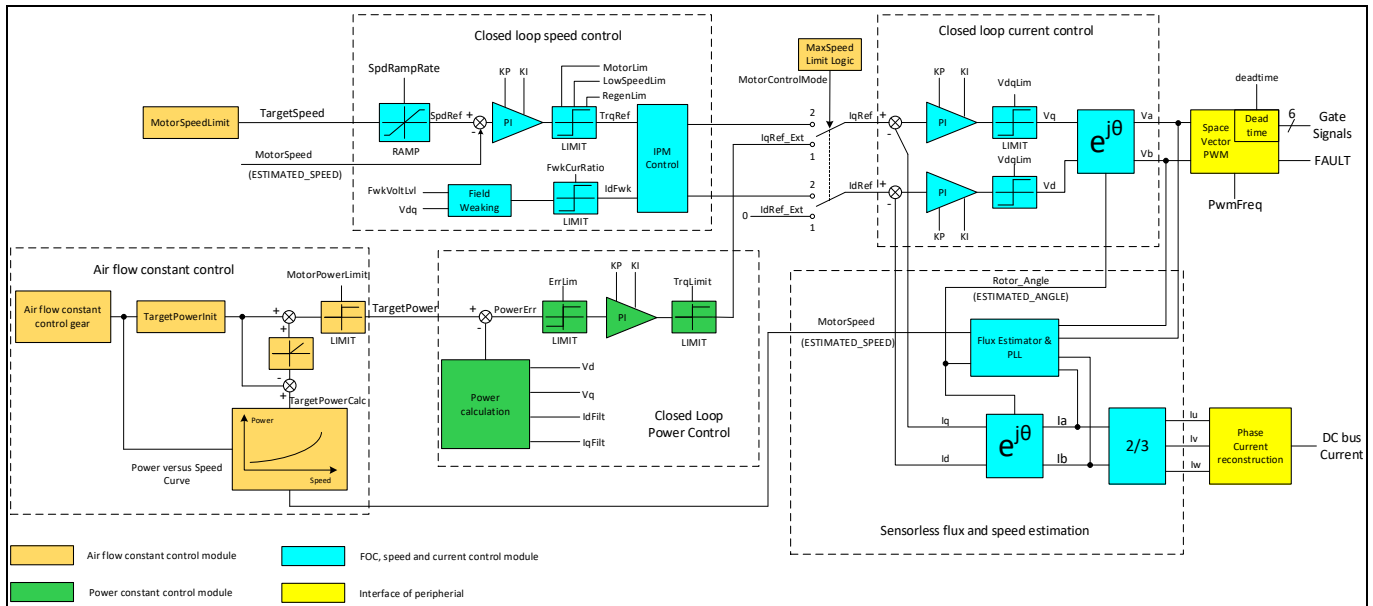 Closed loop speed control
SpdRampRate
MotorSpeedLimit
TargetSpeed
RAMP
SpdRef
+
-
KP
KI
PI
MotorLim
LowSpeedLim
RegenLim
LIMIT
TrqRef
IPM
Control
MotorSpeed
(ESTIMATED_SPEED)
FwkVoltLvl
Vdq
Field
Weaking
FwkCurRatio
LIMIT
IdFwk
MaxSpeed
Limit Logic
MotorControlMode
2
IqRef_Ext
1
IqRef
2
0
IdRef_Ext
1
IdRef
Closed loop current control
+
-
KP
KI
PI
VdqLim
LIMIT
Vq
+
-
PI
KP
KI
VdqLim
LIMIT
Vd
e^jθ
Va
Vb
deadtime
Space
Vector
PWM
Dead
time
6
Gate
Signals
FAULT
PwmFreq
Air flow constant control
Air flow constant
control gear
TargetPowerInit
MotorPowerLimit
+
+
LIMIT
TargetPower
-
+
TargetPowerCalc
Power
Speed
Power versus Speed
Curve
+
-
PowerErr
ErrLim
LIMIT
KP
KI
PI
TrqLimit
LIMIT
Power
calculation
Vd
Vq
IdFilt
IqFilt
Closed Loop
Power Control
Rotor_Angle
(ESTIMATED_ANGLE)
MotorSpeed
(ESTIMATED_SPEED)
Flux Estimator &
PLL
Iq
Id
e^jθ
Ia
Ib
2/3
Iu
Iv
Iw
Phase
Current
reconstruction
DC bus
Current
Sensorless flux and speed estimation
Air flow constant control module
FOC, speed and current control module
Power constant control module
Interface of peripherial